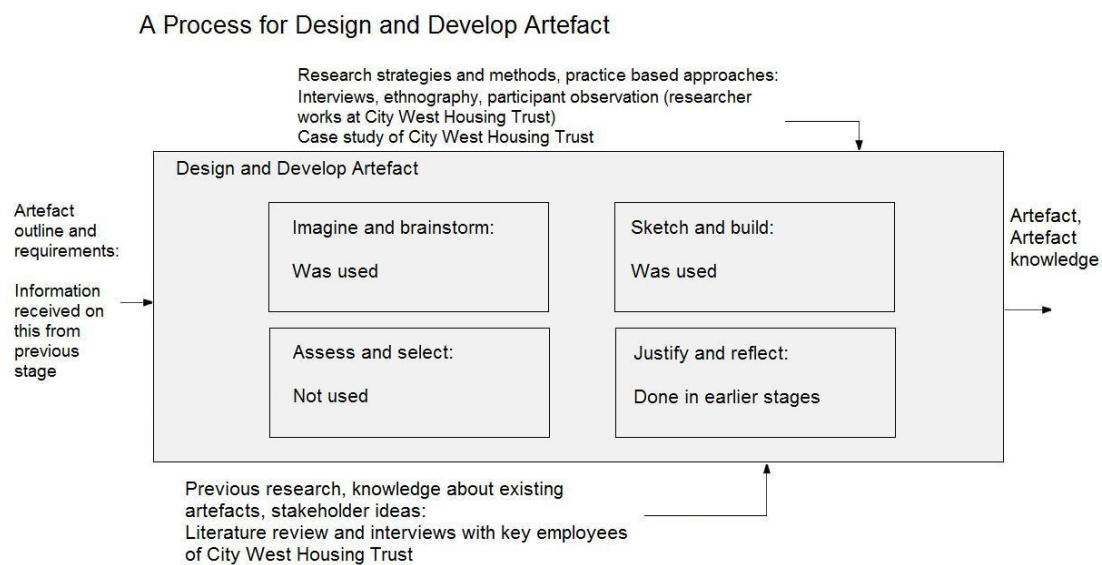 A Process for Design and Develop Artefact
Research strategies and methods, practice based approaches:
Interviews, ethnography, participant observation (researcher
works at City West Housing Trust)
Case study of City West Housing Trust
Design and Develop Artefact
Artefact
outline and
requirements:
Information
received on
this from
previous
stage
Imagine and brainstorm:
Was used
Sketch and build:
Was used
Assess and select:
Not used
Justify and reflect:
Done in earlier stages
Artefact,
Artefact
knowledge
Previous research, knowledge about existing
artefacts, stakeholder ideas:
Literature review and interviews with key employees
of City West Housing Trust